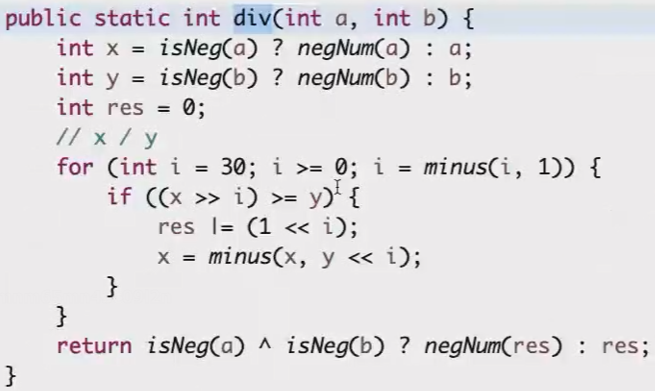 public static int div(int a, int b) {
    int x = isNeg(a) ? negNum(a) : a;
    int y = isNeg(b) ? negNum(b) : b;
    int res = 0;
    // x / y
    for (int i = 30; i >= 0; i = minus(i, 1)) {
        if ((x >> i) >= y) {
            res |= (1 << i);
            x = minus(x, y << i);
        }
    }
    return isNeg(a) ^ isNeg(b) ? negNum(res) : res;
}